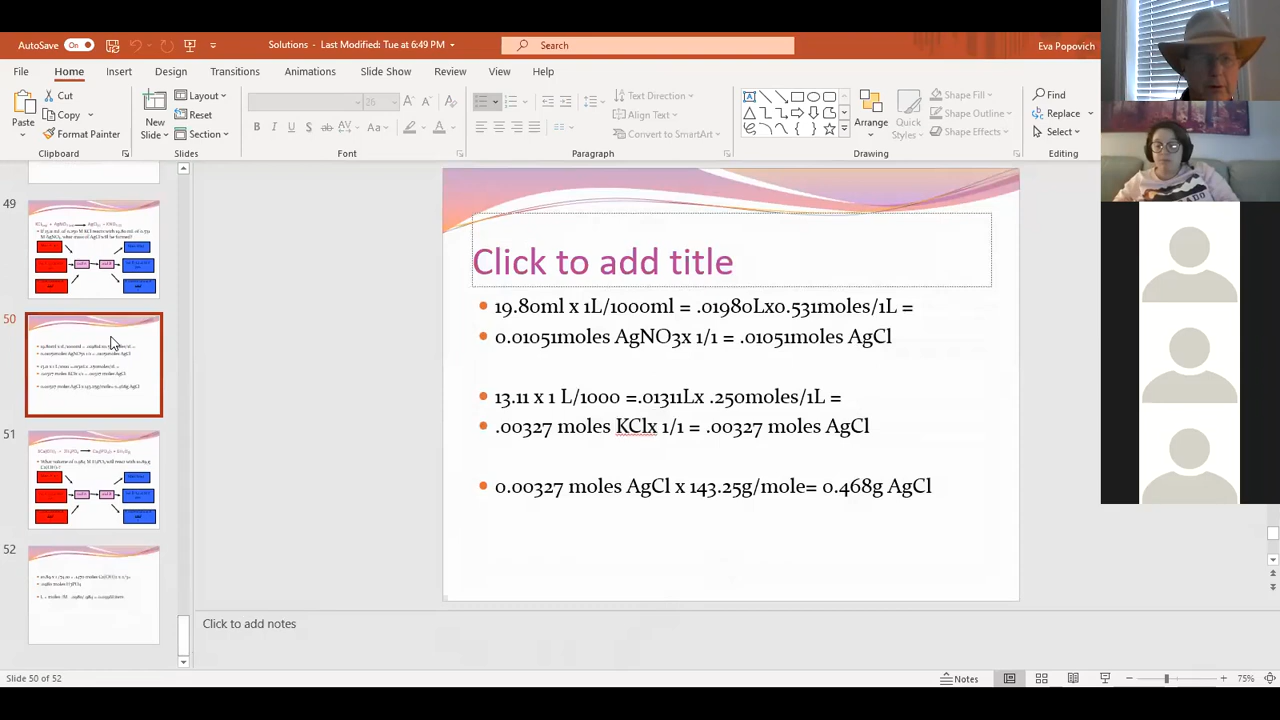 AutoSave On Solutions - Last Modified: Tue at 6:49 PM Search Eva Popovich
File Home Insert Design Transitions Animations Slide Show Review View Help
Paste
Cut
Copy
Format Painter
Clipboard
New Slide
Layout
Reset
Section
Slides
26
B I U S ab AV Aa A
Font
Paragraph
Text Direction
Align Text
Convert to SmartArt
Arrange
Quick Styles
Shape Fill
Shape Outline
Shape Effects
Drawing
Find
Replace
Select
Editing
49
50
51
52
Click to add title
19.80ml x 1L/1000ml = .01980Lx0.531moles/1L =
0.01051moles AgNO3x 1/1 = .01051moles AgCl
13.11 x 1 L/1000 =.01311Lx .250moles/1L =
.00327 moles KClx 1/1 = .00327 moles AgCl
0.00327 moles AgCl x 143.25g/mole= 0.468g AgCl
Click to add notes
Slide 50 of 52 Notes 75%